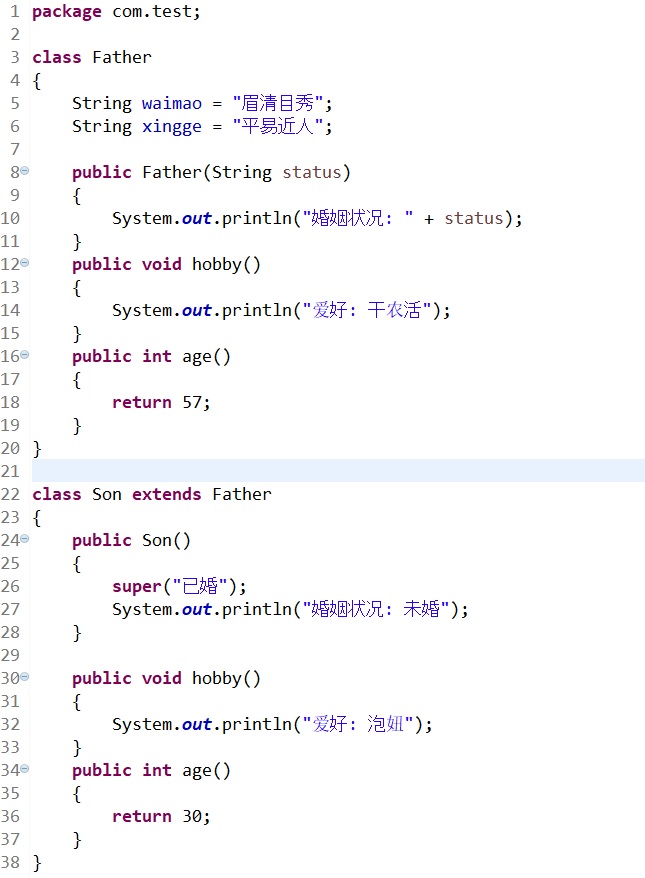 1 package com.test;
2
3 class Father
4 {
5     String waimao = "眉清目秀";
6     String xingge = "平易近人";
7
8     public Father(String status)
9     {
10         System.out.println("婚姻状况: " + status);
11     }
12     public void hobby()
13     {
14         System.out.println("爱好: 干农活");
15     }
16     public int age()
17     {
18         return 57;
19     }
20 }
21
22 class Son extends Father
23 {
24     public Son()
25     {
26         super("已婚");
27         System.out.println("婚姻状况: 未婚");
28     }
29
30     public void hobby()
31     {
32         System.out.println("爱好: 泡妞");
33     }
34     public int age()
35     {
36         return 30;
37     }
38 }